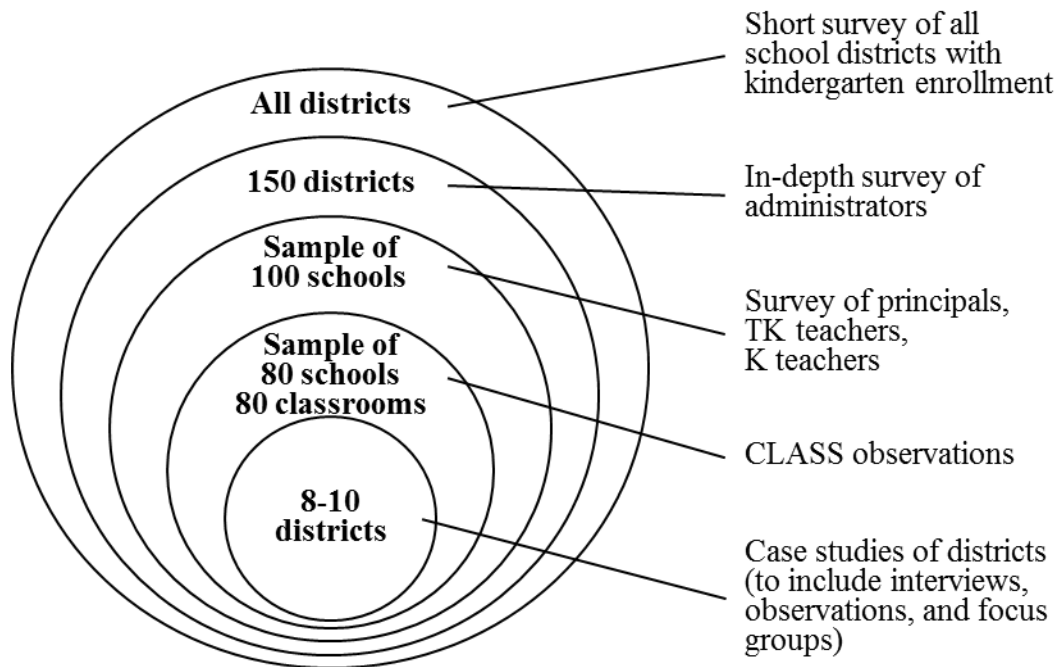 Short survey of all
school districts with
kindergarten enrollment
All districts
150 districts
In-depth survey of
administrators
Sample of
100 schools
Survey of principals,
TK teachers,
K teachers
Sample of
80 schools
80 classrooms
CLASS observations
8-10
districts
Case studies of districts
(to include interviews,
observations, and focus
groups)